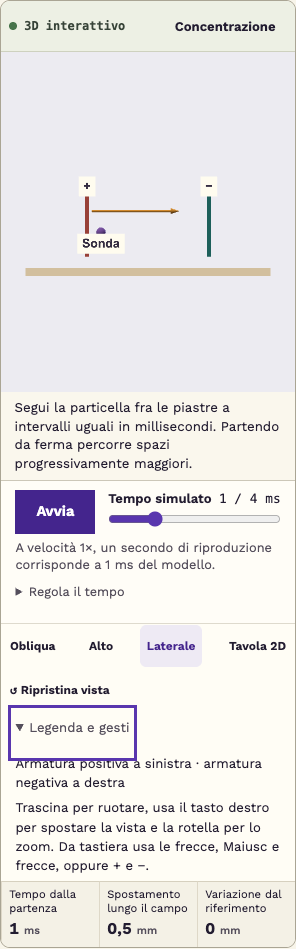 3D interattivo
Concentrazione
+
−
Sonda
Segui la particella fra le piastre a
intervalli uguali in millisecondi. Partendo
da ferma percorre spazi
progressivamente maggiori.
Avvia
Tempo simulato 1 / 4 ms
A velocità 1×, un secondo di riproduzione
corrisponde a 1 ms del modello.
▶ Regola il tempo
Obliqua Alto Laterale Tavola 2D
↺ Ripristina vista
▼ Legenda e gesti
Armatura positiva a sinistra · armatura
negativa a destra
Trascina per ruotare, usa il tasto destro
per spostare la vista e la rotella per lo
zoom. Da tastiera usa le frecce, Maiusc e
frecce, oppure + e −.
Tempo dalla
partenza
1 ms
Spostamento
lungo il campo
0,5 mm
Variazione dal
riferimento
0 mm